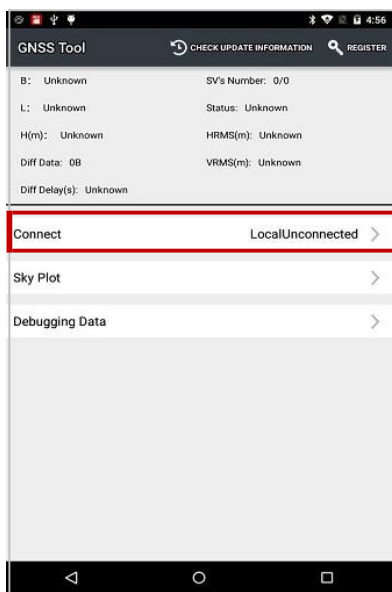 4:56
GNSS Tool CHECK UPDATE INFORMATION REGISTER
B: Unknown SV's Number: 0/0
L: Unknown Status: Unknown
H(m): Unknown HRMS(m): Unknown
Diff Data: 0B VRMS(m): Unknown
Diff Delay(s): Unknown
Connect LocalUnconnected
Sky Plot
Debugging Data